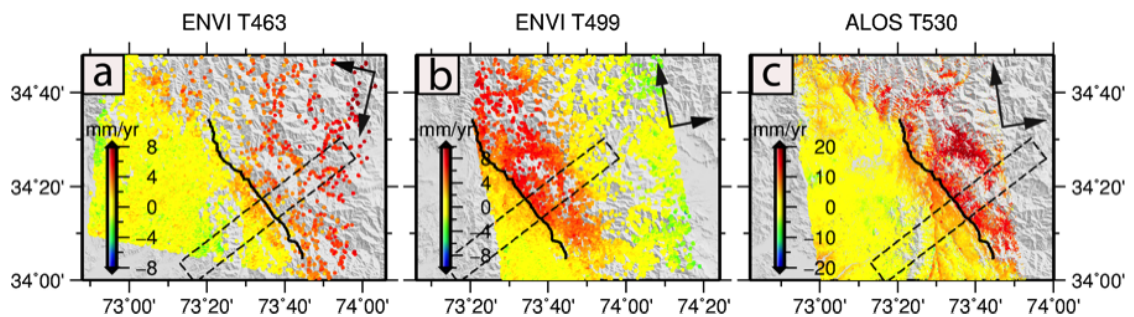 ENVI T463 ENVI T499 ALOS T530
a b c
34°40' 34°40'
mm/yr mm/yr mm/yr
8 8 20
4 4 10
34°20' 34°20'
0 0 0
−4 −4 −10
−8 −8 −20
34°00' 34°00'
73°00' 73°20' 73°40' 74°00' 73°20' 73°40' 74°00' 74°20' 73°00' 73°20' 73°40' 74°00'